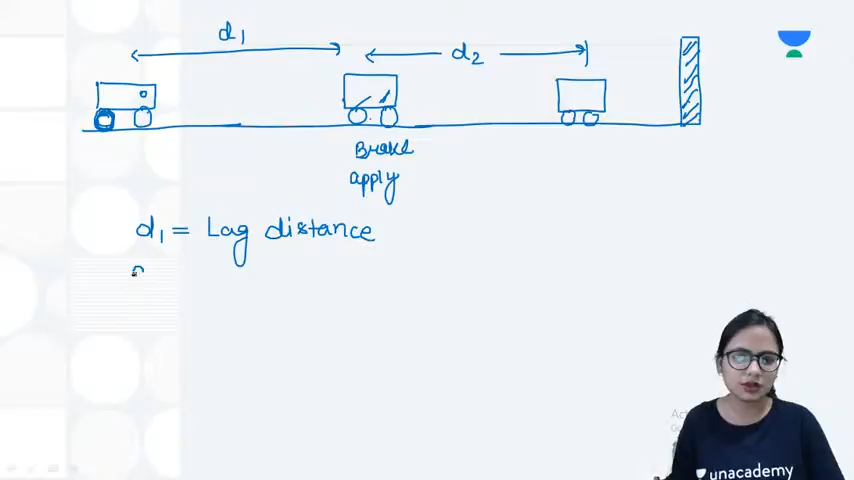 d1
d2
Brake
apply
d1 = Lag distance
unacademy